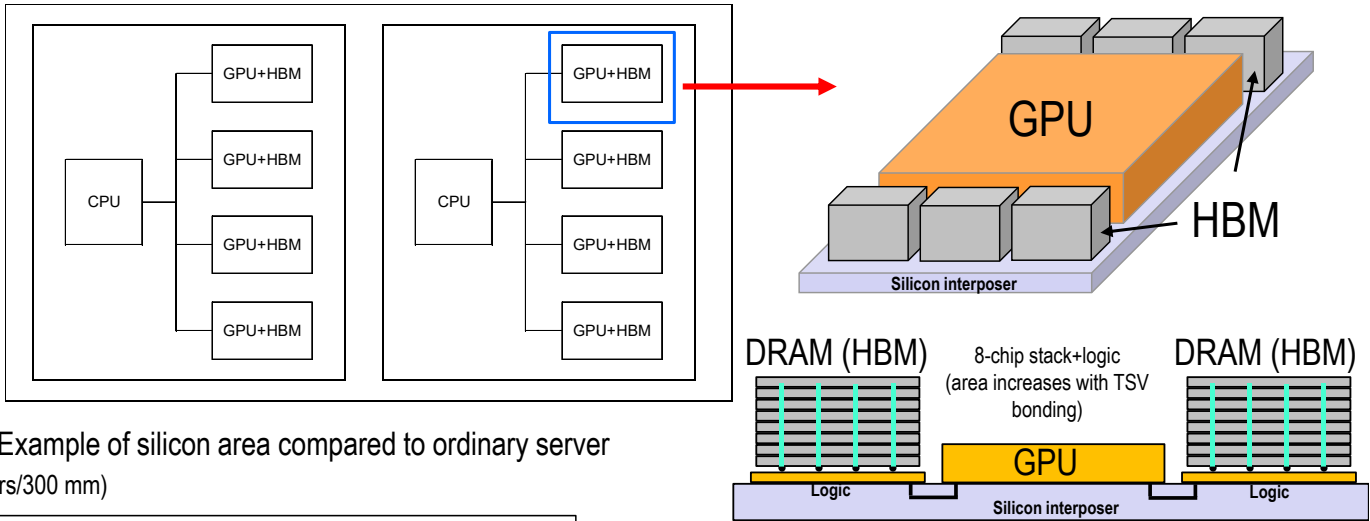 GPU+HBM
GPU+HBM
CPU
GPU+HBM
GPU+HBM
GPU+HBM
GPU+HBM
CPU
GPU+HBM
GPU+HBM
GPU
HBM
Silicon interposer
DRAM (HBM)
8-chip stack+logic
(area increases with TSV
bonding)
DRAM (HBM)
GPU
Logic
Logic
Silicon interposer
Example of silicon area compared to ordinary server
rs/300 mm)